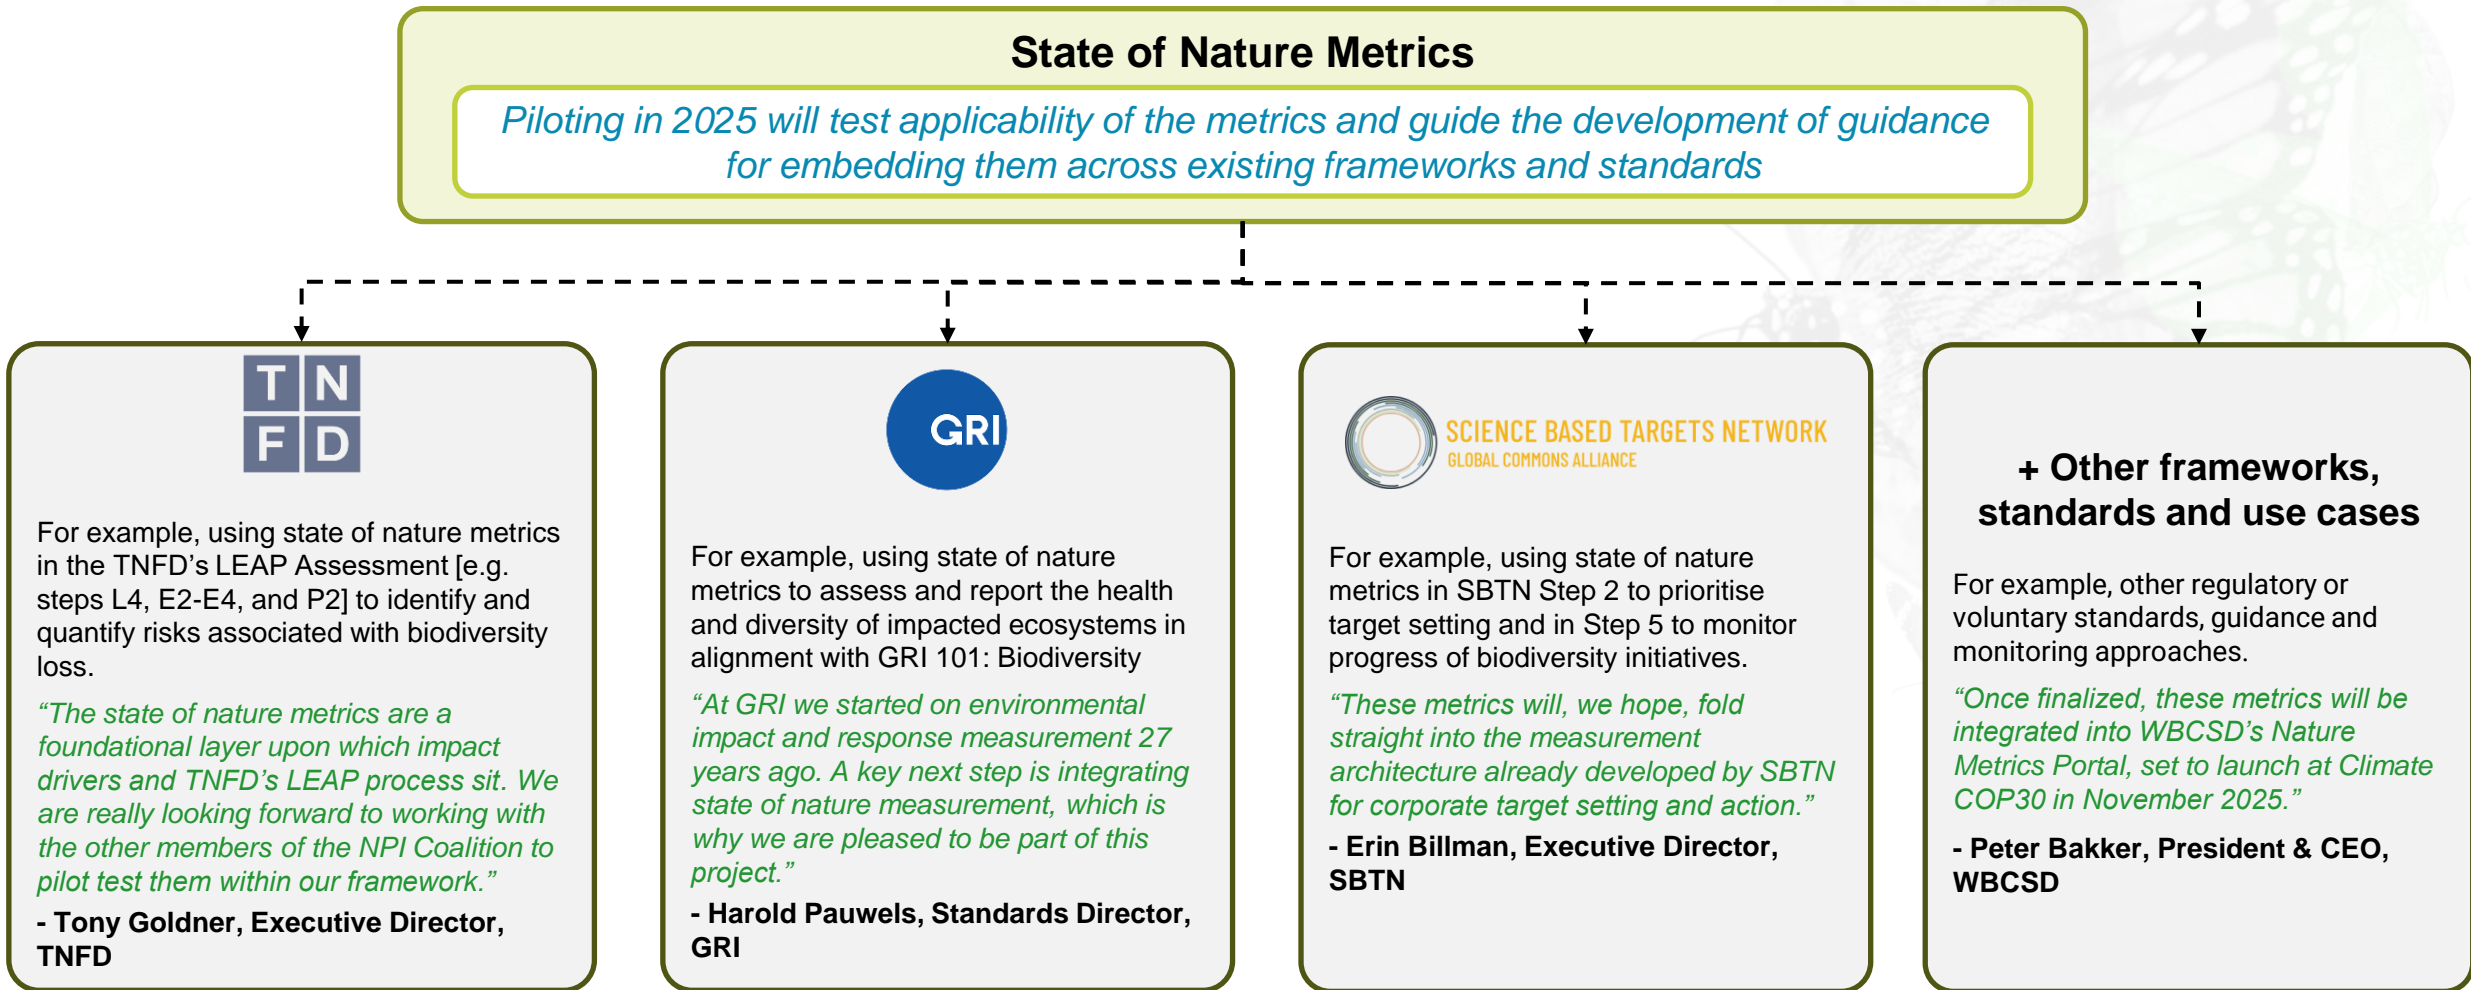 State of Nature Metrics
Piloting in 2025 will test applicability of the metrics and guide the development of guidance
for embedding them across existing frameworks and standards
T N
F D
For example, using state of nature metrics
in the TNFD’s LEAP Assessment [e.g.
steps L4, E2-E4, and P2] to identify and
quantify risks associated with biodiversity
loss.
“The state of nature metrics are a
foundational layer upon which impact
drivers and TNFD’s LEAP process sit. We
are really looking forward to working with
the other members of the NPI Coalition to
pilot test them within our framework.”
- Tony Goldner, Executive Director,
TNFD
GRI
For example, using state of nature
metrics to assess and report the health
and diversity of impacted ecosystems in
alignment with GRI 101: Biodiversity
“At GRI we started on environmental
impact and response measurement 27
years ago. A key next step is integrating
state of nature measurement, which is
why we are pleased to be part of this
project.”
- Harold Pauwels, Standards Director,
GRI
SCIENCE BASED TARGETS NETWORK
GLOBAL COMMONS ALLIANCE
For example, using state of nature
metrics in SBTN Step 2 to prioritise
target setting and in Step 5 to monitor
progress of biodiversity initiatives.
“These metrics will, we hope, fold
straight into the measurement
architecture already developed by SBTN
for corporate target setting and action.”
- Erin Billman, Executive Director,
SBTN
+ Other frameworks,
standards and use cases
For example, other regulatory or
voluntary standards, guidance and
monitoring approaches.
“Once finalized, these metrics will be
integrated into WBCSD’s Nature
Metrics Portal, set to launch at Climate
COP30 in November 2025.”
- Peter Bakker, President & CEO,
WBCSD